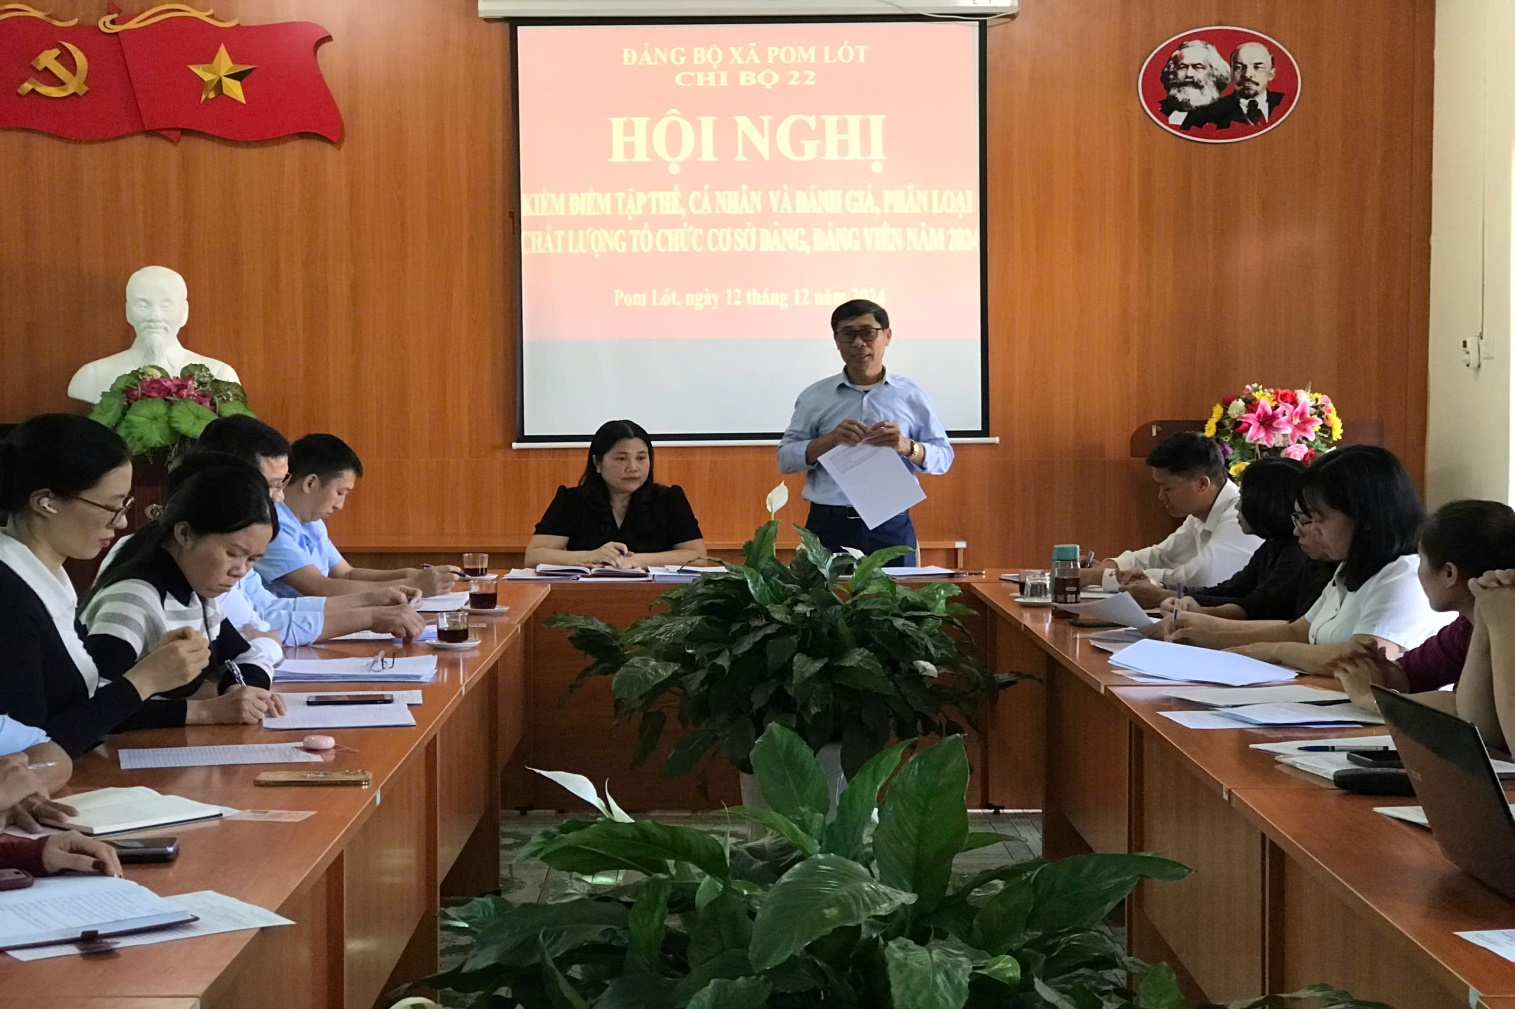 ĐẢNG BỘ XÃ POM LÓT
CHI BỘ 22
HỘI NGHỊ
KIỂM ĐIỂM TẬP THỂ, CÁ NHÂN VÀ ĐÁNH GIÁ, PHÂN LOẠI
CHẤT LƯỢNG TỔ CHỨC CƠ SỞ ĐẢNG, ĐẢNG VIÊN NĂM 2024
Pom Lót, ngày 12 tháng 12 năm 2024